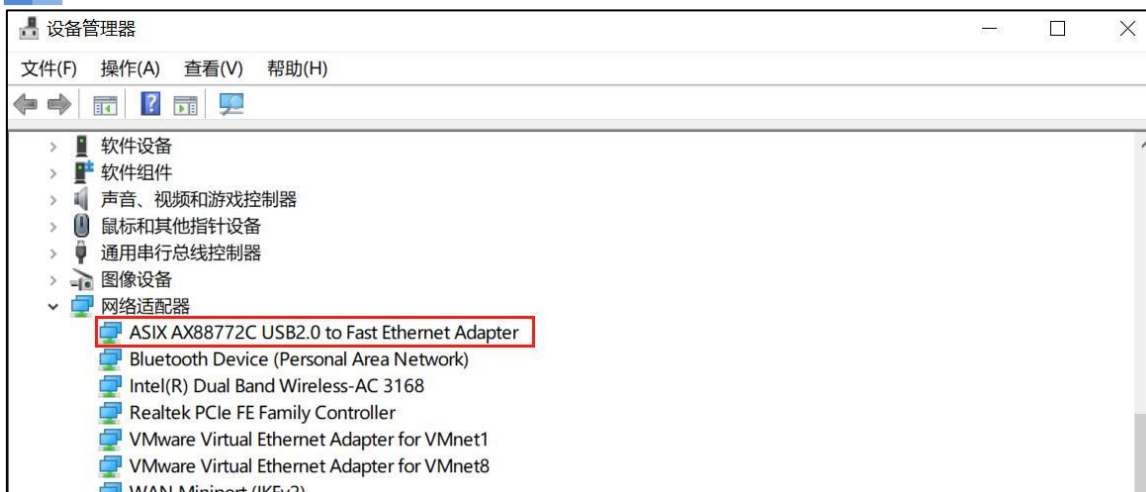 设备管理器
文件(F) 操作(A) 查看(V) 帮助(H)
软件设备
软件组件
声音、视频和游戏控制器
鼠标和其他指针设备
通用串行总线控制器
图像设备
网络适配器
ASIX AX88772C USB2.0 to Fast Ethernet Adapter
Bluetooth Device (Personal Area Network)
Intel(R) Dual Band Wireless-AC 3168
Realtek PCIe FE Family Controller
VMware Virtual Ethernet Adapter for VMnet1
VMware Virtual Ethernet Adapter for VMnet8
WAN Miniport (IKEv2)